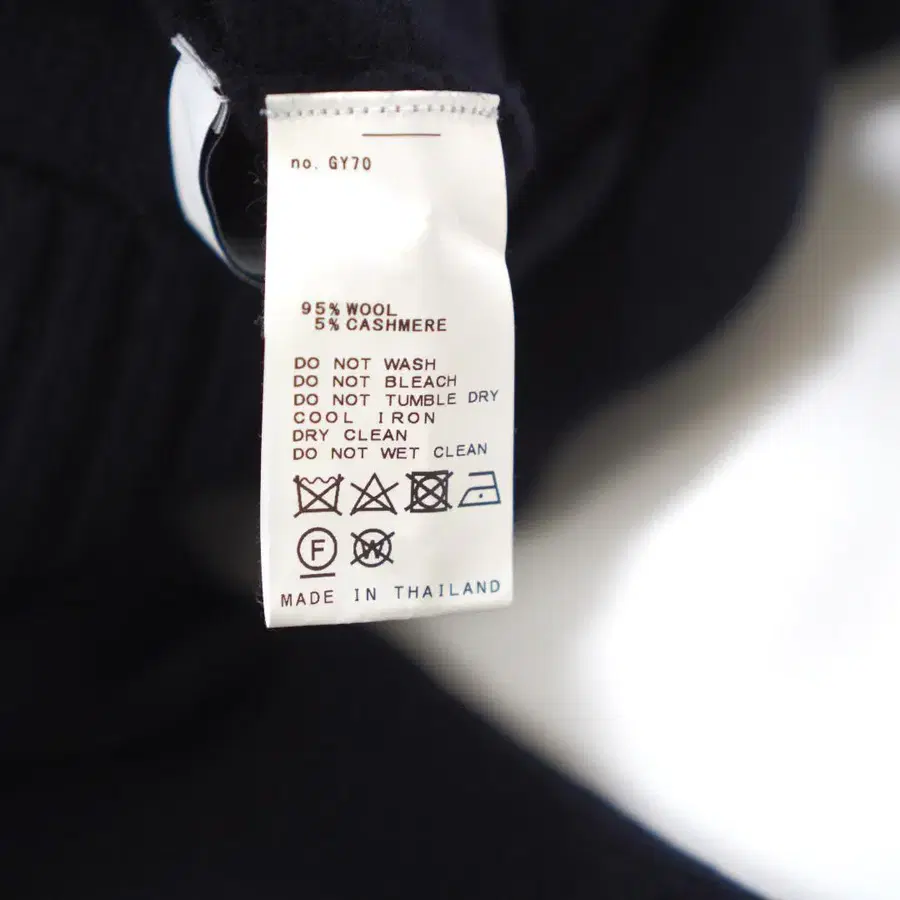 no. GY70
95% WOOL
5% CASHMERE
DO NOT WASH
DO NOT BLEACH
DO NOT TUMBLE DRY
COOL IRON
DRY CLEAN
DO NOT WET CLEAN
F W
MADE IN THAILAND